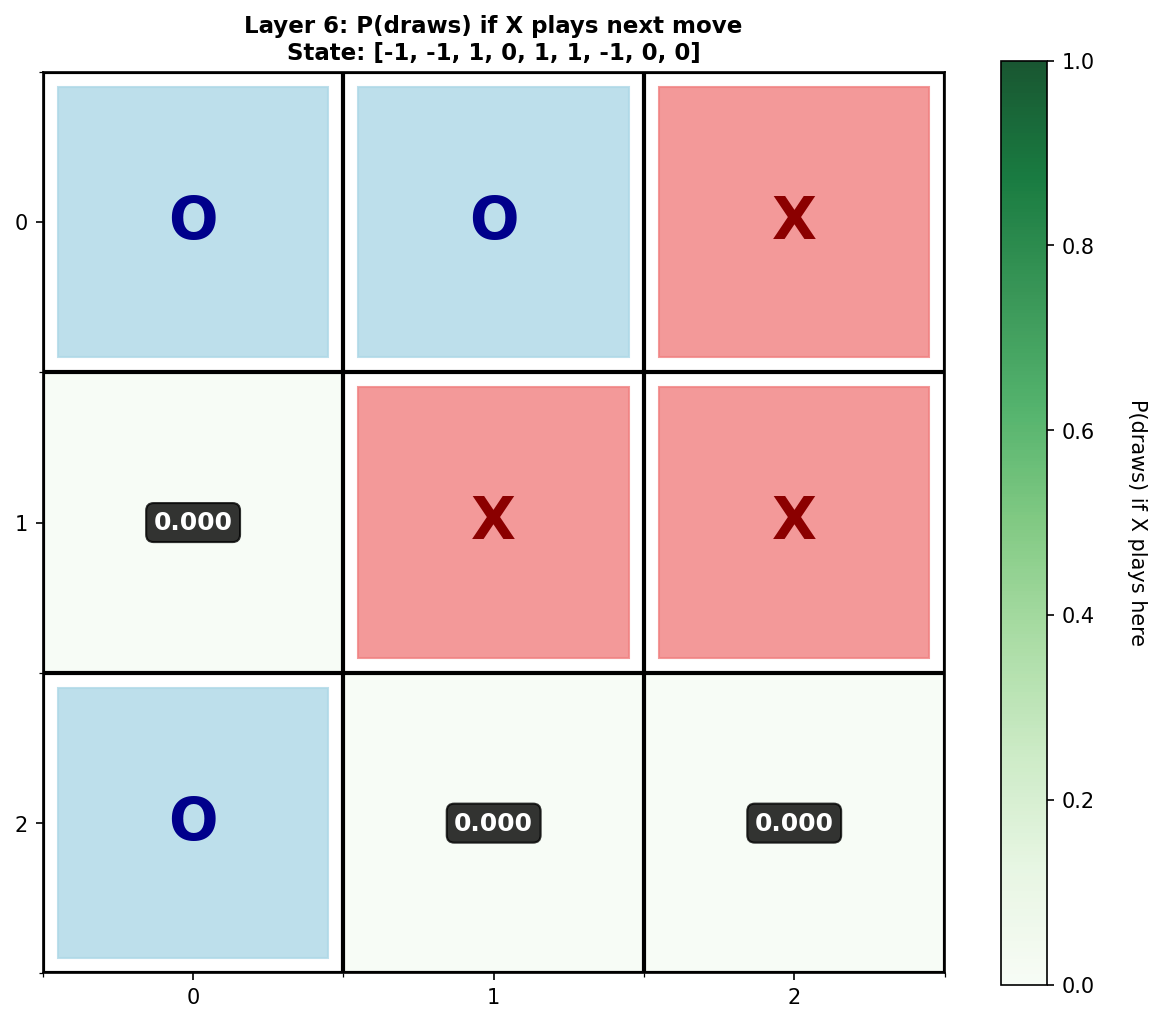 Layer 6: P(draws) if X plays next move
State: [-1, -1, 1, 0, 1, 1, -1, 0, 0]
0
O
O
X
1
0.000
X
X
2
O
0.000
0.000
0
1
2
1.0
0.8
0.6
0.4
0.2
0.0
P(draws) if X plays here